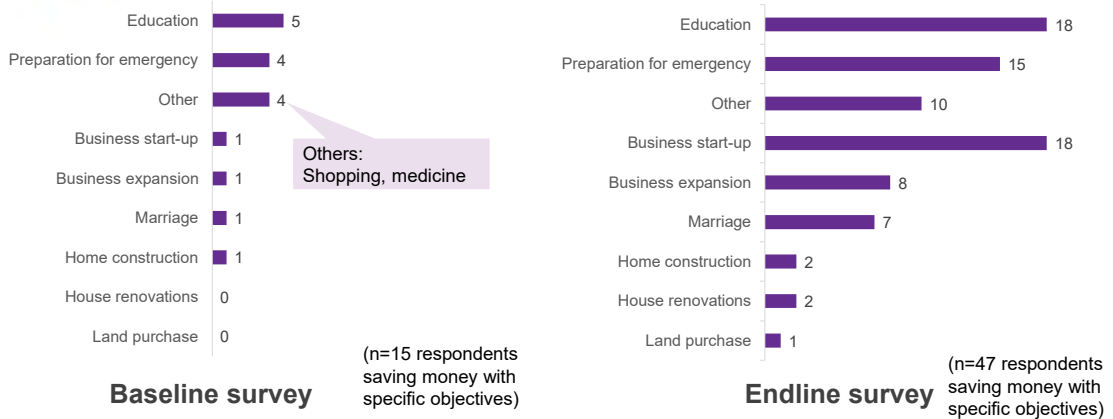 Education 5
Preparation for emergency 4
Other 4
Business start-up 1
Business expansion 1
Marriage 1
Home construction 1
House renovations 0
Land purchase 0
Others:
Shopping, medicine
(n=15 respondents
saving money with
specific objectives)
Baseline survey
Education 18
Preparation for emergency 15
Other 10
Business start-up 18
Business expansion 8
Marriage 7
Home construction 2
House renovations 2
Land purchase 1
(n=47 respondents
saving money with
specific objectives)
Endline survey